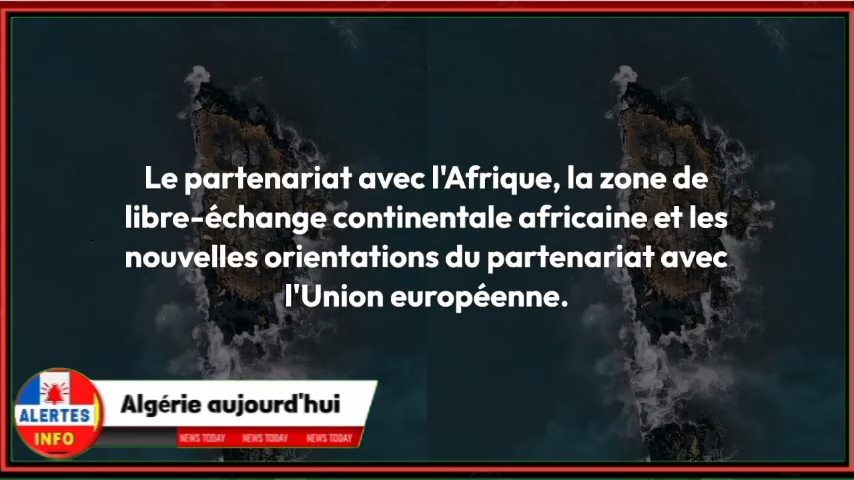 Le partenariat avec l'Afrique, la zone de
libre-échange continentale africaine et les
nouvelles orientations du partenariat avec
l'Union européenne.
ALERTES
INFO
Algérie aujourd'hui
NEWS TODAY NEWS TODAY NEWS TODAY